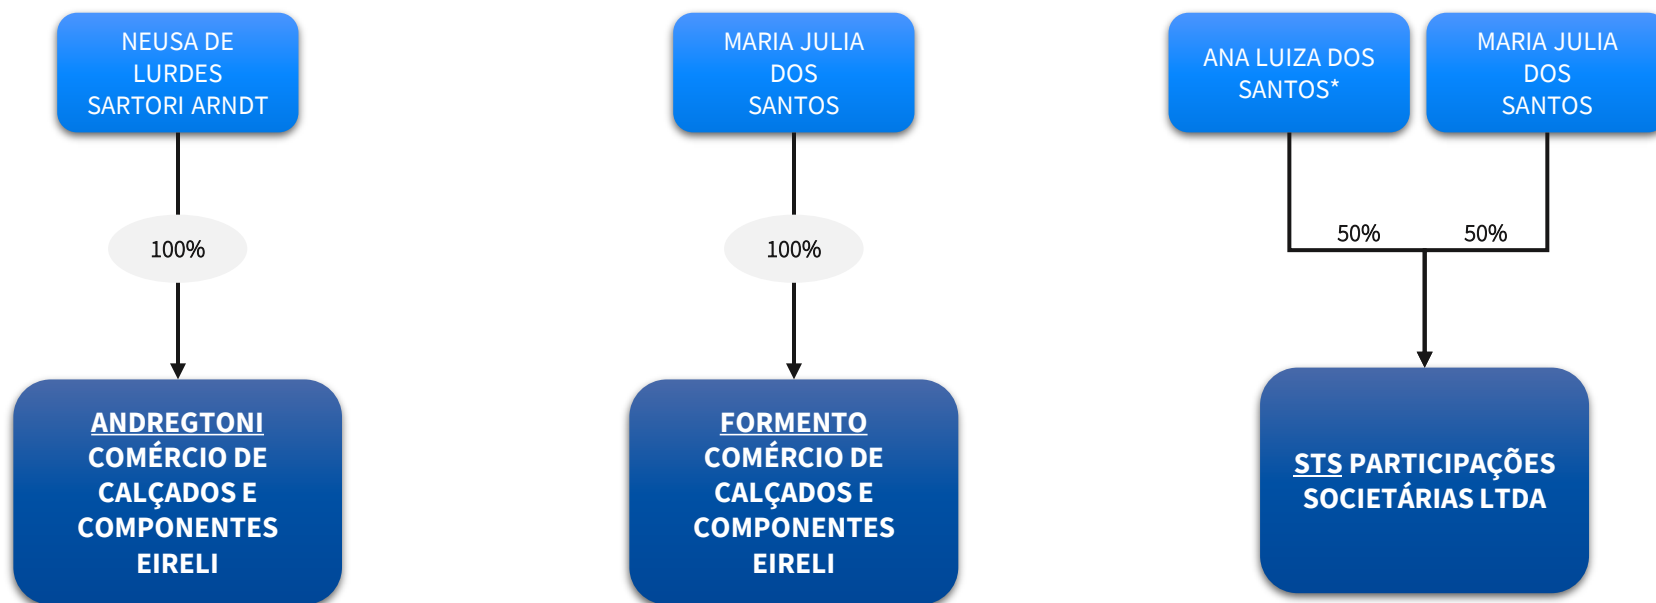 NEUSA DE
LURDES
SARTORI ARNDT
100%
ANDREGTONI
COMÉRCIO DE
CALÇADOS E
COMPONENTES
EIRELI
MARIA JULIA
DOS
SANTOS
100%
FORMENTO
COMÉRCIO DE
CALÇADOS E
COMPONENTES
EIRELI
ANA LUIZA DOS
SANTOS*
MARIA JULIA
DOS
SANTOS
50%
50%
STS PARTICIPAÇÕES
SOCIETÁRIAS LTDA